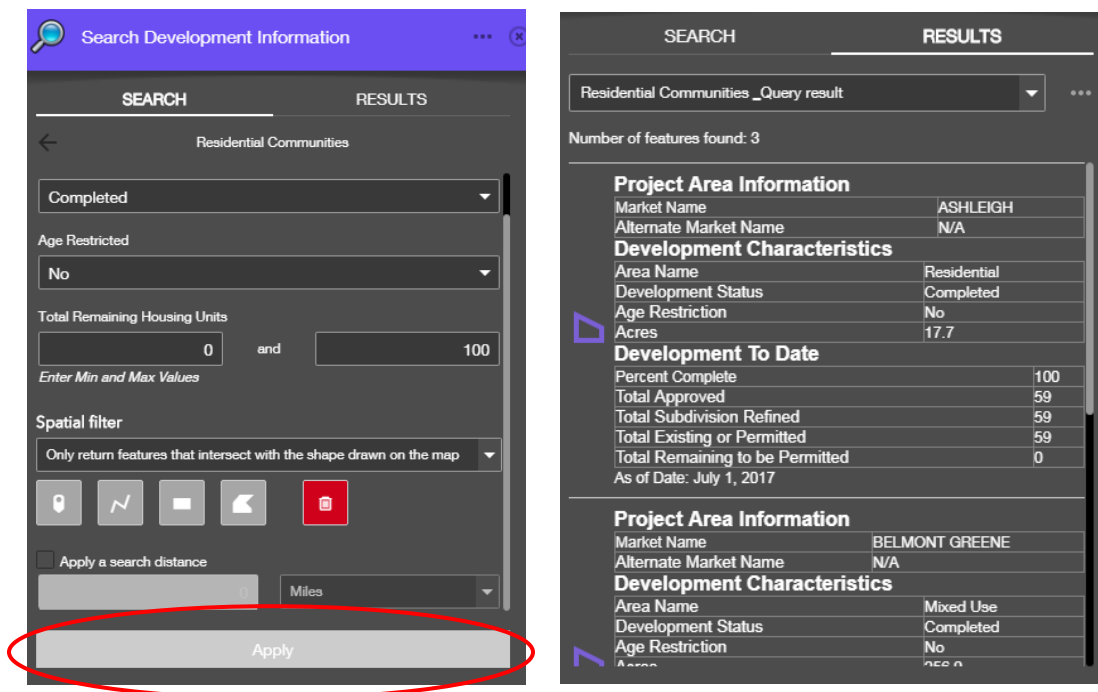 Search Development Information
SEARCH RESULTS
Residential Communities
Completed
Age Restricted
No
Total Remaining Housing Units
0 and 100
Enter Min and Max Values
Spatial filter
Only return features that intersect with the shape drawn on the map
Apply a search distance
0 Miles
Apply
SEARCH RESULTS
Residential Communities _Query result
Number of features found: 3
Project Area Information
Market Name ASHLEIGH
Alternate Market Name N/A
Development Characteristics
Area Name Residential
Development Status Completed
Age Restriction No
Acres 17.7
Development To Date
Percent Complete 100
Total Approved 59
Total Subdivision Refined 59
Total Existing or Permitted 59
Total Remaining to be Permitted 0
As of Date: July 1, 2017
Project Area Information
Market Name BELMONT GREENE
Alternate Market Name N/A
Development Characteristics
Area Name Mixed Use
Development Status Completed
Age Restriction No
Acres